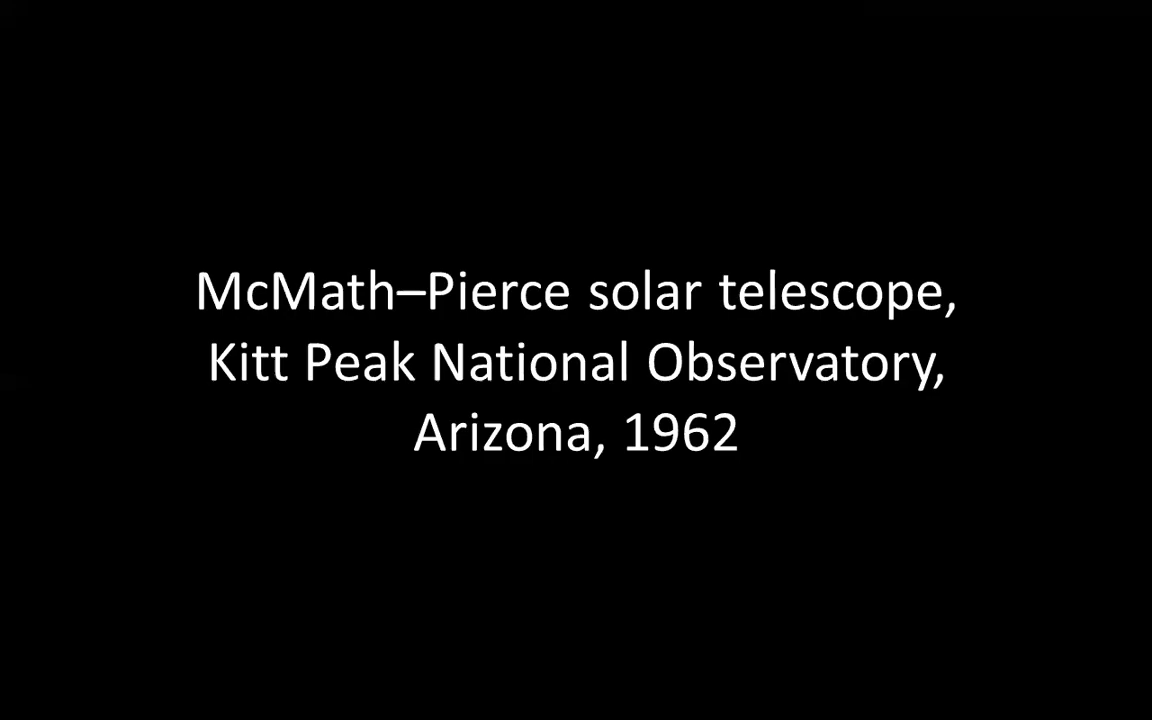 McMath–Pierce solar telescope,
Kitt Peak National Observatory,
Arizona, 1962